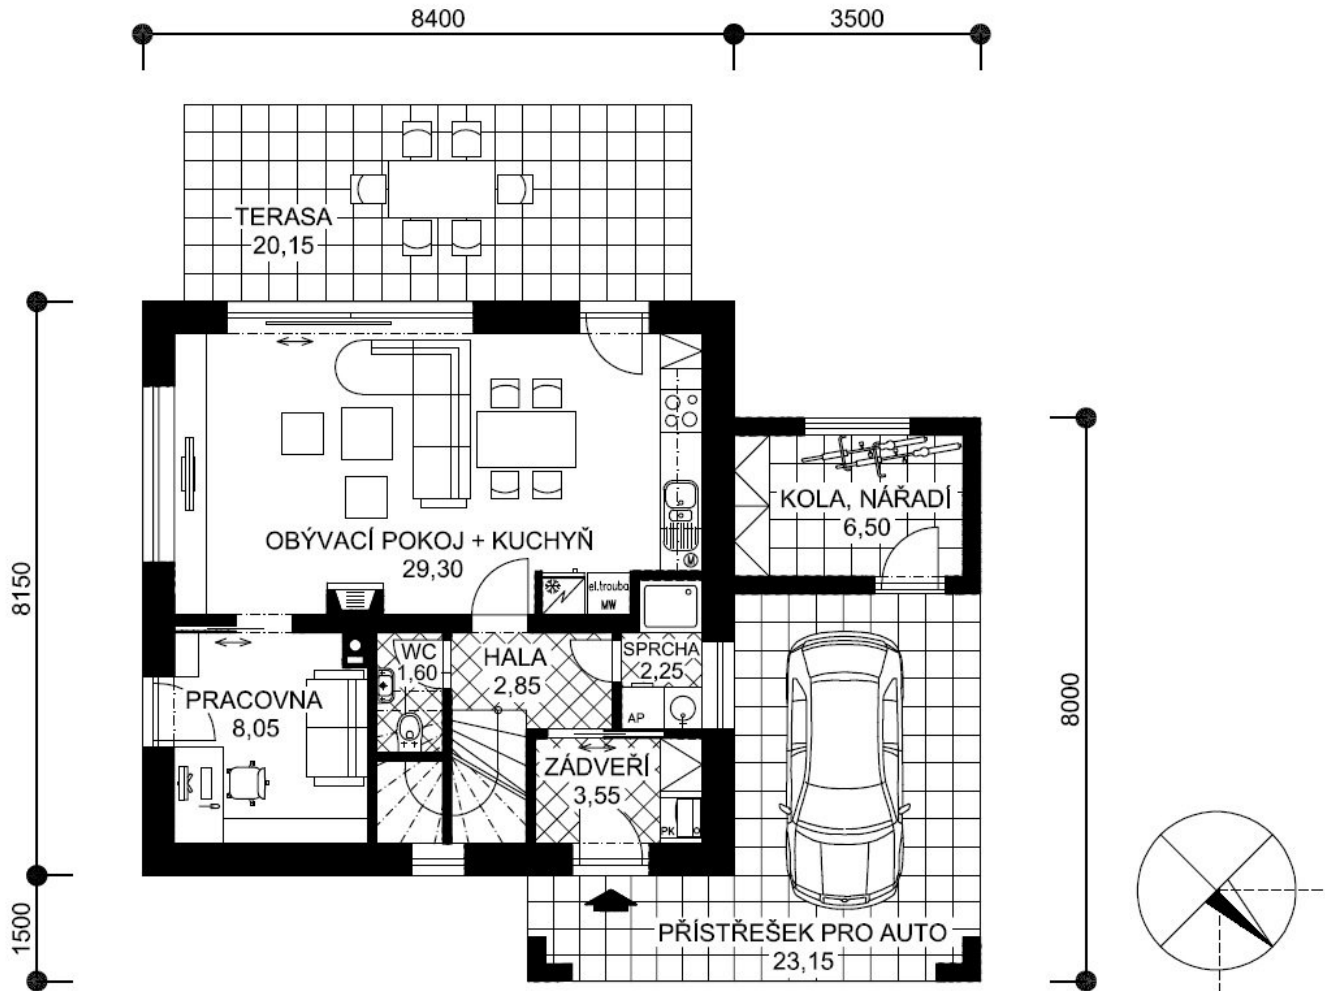 8400
3500
TERASA
20,15
8150
OBÝVACÍ POKOJ + KUCHYŇ
29,30
KOLA, NÁŘADÍ
6,50
M
el.trouba
MW
WC
1,60
HALA
2,85
SPRCHA
2,25
AP
PRACOVNA
8,05
ZÁDVEŘÍ
3,55
PK
8000
1500
PŘÍSTŘEŠEK PRO AUTO
23,15